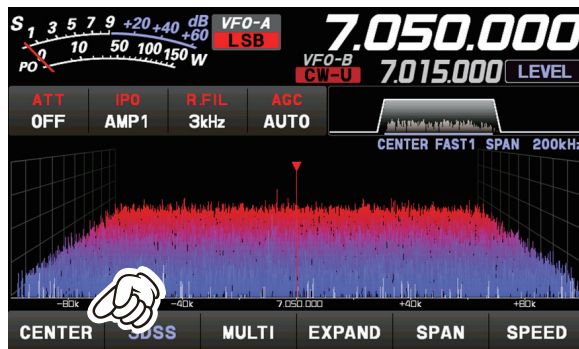 S 1 3 5 7 9 +20 +40 +60 dB
PO 0 10 50 100 150 W
VFO-A
LSB
7.050.000
VFO-B
CW-U
7.015.000
LEVEL
ATT IPO R.FIL AGC
OFF AMP1 3kHz AUTO
CENTER FAST1 SPAN 200kHz
-80k -40k 7.050.000 +40k +80k
CENTER 3DSS MULTI EXPAND SPAN SPEED